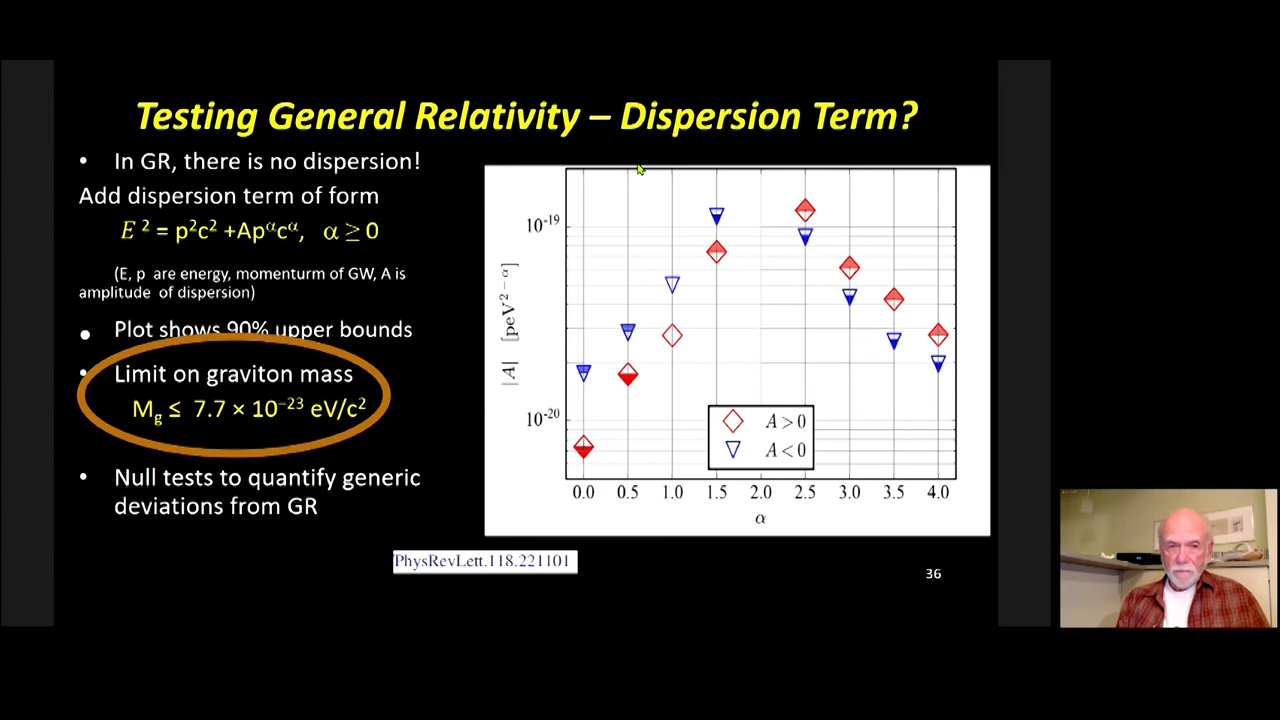 Testing General Relativity – Dispersion Term?
• In GR, there is no dispersion!
Add dispersion term of form
E² = p²c² +Apᵅcᵅ, α ≥ 0
(E, p are energy, momenturm of GW, A is
amplitude of dispersion)
• Plot shows 90% upper bounds
• Limit on graviton mass
M_g ≤ 7.7 × 10⁻²³ eV/c²
• Null tests to quantify generic
deviations from GR
|A| [peV²⁻ᵅ]
10⁻¹⁹
10⁻²⁰
A > 0
A < 0
0.0 0.5 1.0 1.5 2.0 2.5 3.0 3.5 4.0
α
PhysRevLett.118.221101
36